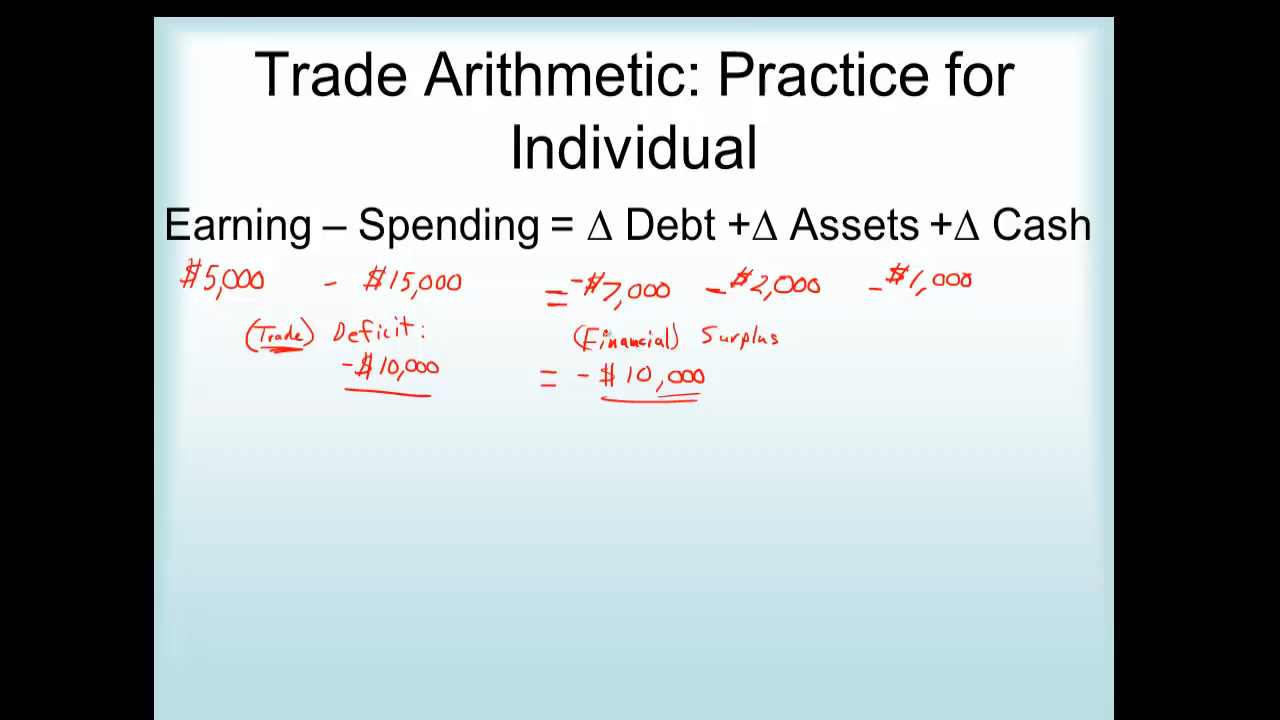 Trade Arithmetic: Practice for
Individual
Earning – Spending = Δ Debt +Δ Assets +Δ Cash
$5,000 - $15,000 = -$7,000 - $2,000 - $1,000
(Trade) Deficit: (Financial) Surplus
-$10,000 = -$10,000